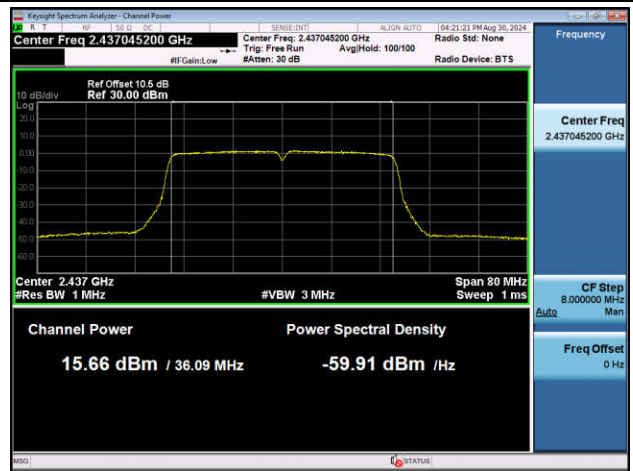 Keysight Spectrum Analyzer - Channel Power
R T RF 50 Ω DC SENSE:INT ALIGN AUTO 04:21:21 PM Aug 30, 2024
Center Freq 2.437045200 GHz
#IFGain:Low
Center Freq: 2.437045200 GHz
Trig: Free Run Avg|Hold: 100/100
#Atten: 30 dB
Radio Std: None
Radio Device: BTS
Frequency
Ref Offset 10.5 dB
10 dB/div Ref 30.00 dBm
Log
20.0
10.0
0.00
-10.0
-20.0
-30.0
-40.0
-50.0
-60.0
Center Freq
2.437045200 GHz
Center 2.437 GHz Span 80 MHz
#Res BW 1 MHz #VBW 3 MHz Sweep 1 ms
CF Step
8.000000 MHz
Auto Man
Channel Power Power Spectral Density
15.66 dBm / 36.09 MHz -59.91 dBm /Hz
Freq Offset
0 Hz
MSG STATUS